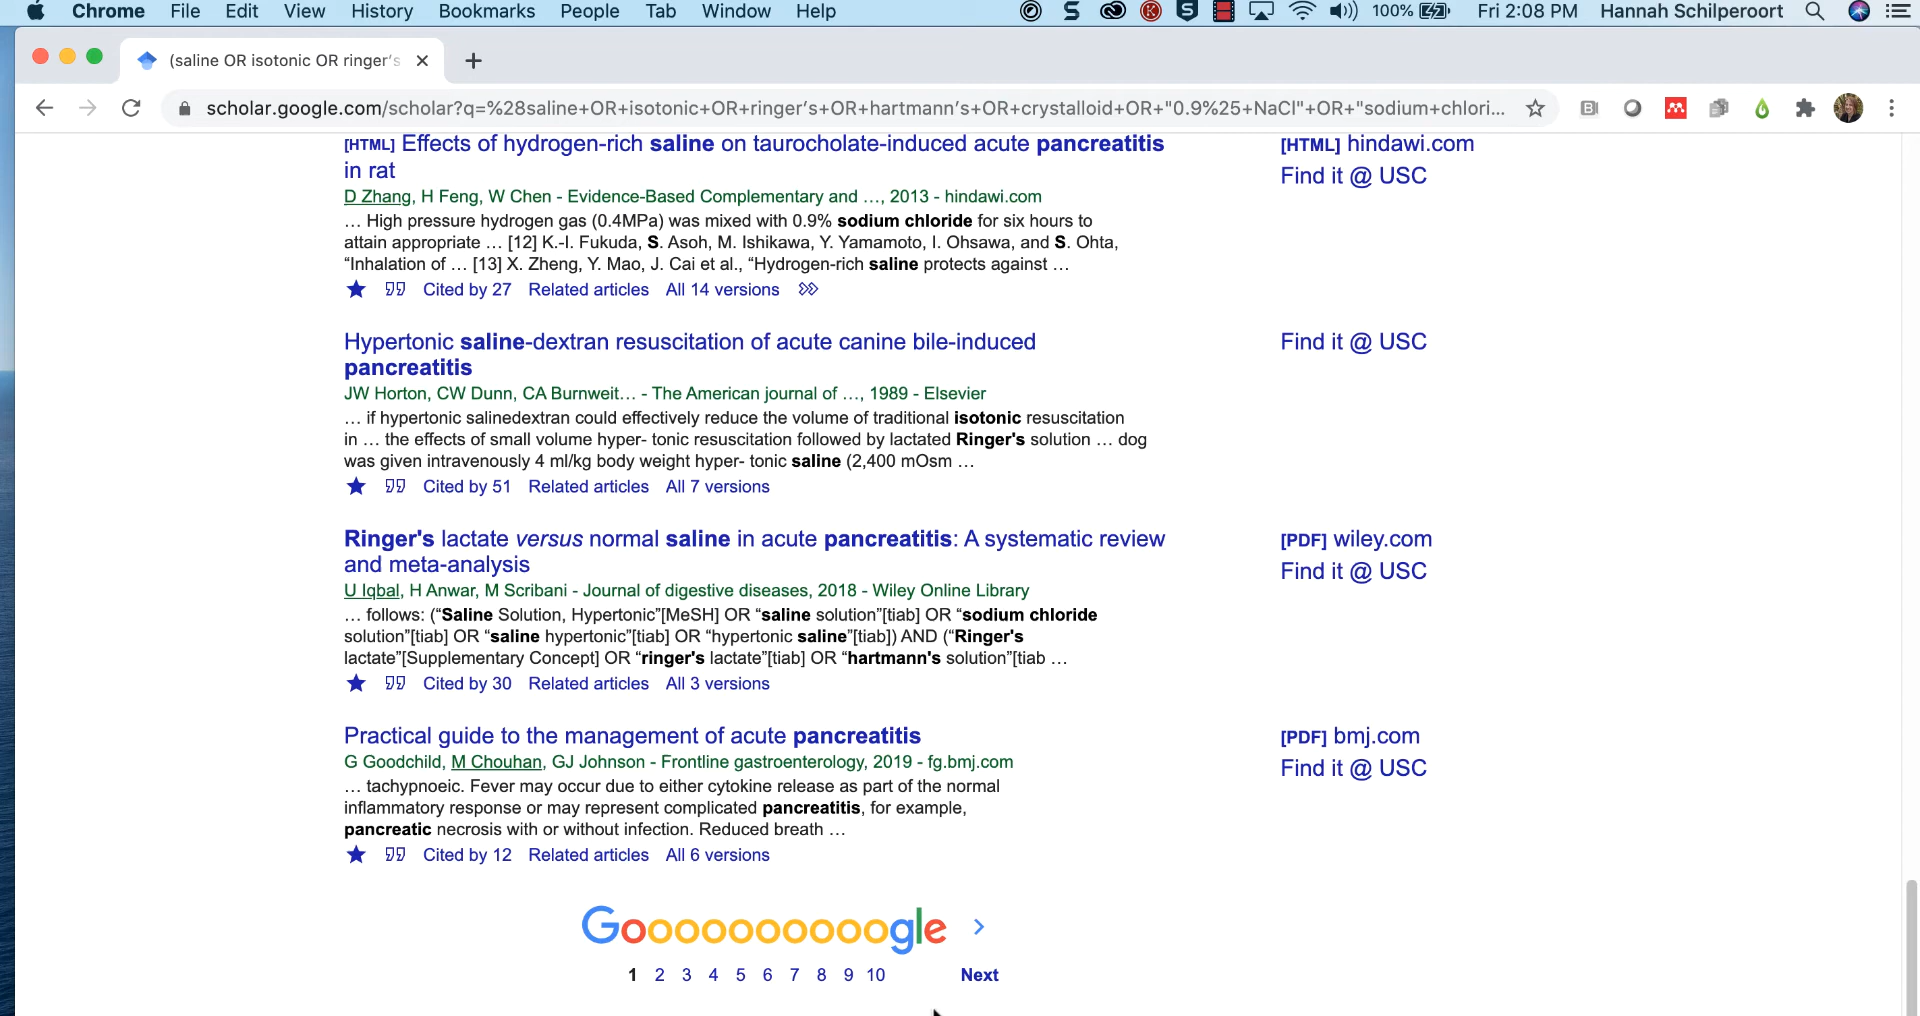 Chrome File Edit View History Bookmarks People Tab Window Help 100% Fri 2:08 PM Hannah Schilperoort
(saline OR isotonic OR ringer's
scholar.google.com/scholar?q=%28saline+OR+isotonic+OR+ringer's+OR+hartmann's+OR+crystalloid+OR+"0.9%25+NaCl"+OR+"sodium+chlori...
[HTML] Effects of hydrogen-rich saline on taurocholate-induced acute pancreatitis
in rat
D Zhang, H Feng, W Chen - Evidence-Based Complementary and …, 2013 - hindawi.com
… High pressure hydrogen gas (0.4MPa) was mixed with 0.9% sodium chloride for six hours to
attain appropriate … [12] K.-I. Fukuda, S. Asoh, M. Ishikawa, Y. Yamamoto, I. Ohsawa, and S. Ohta,
“Inhalation of … [13] X. Zheng, Y. Mao, J. Cai et al., “Hydrogen-rich saline protects against …
Cited by 27 Related articles All 14 versions
[HTML] hindawi.com
Find it @ USC
Hypertonic saline-dextran resuscitation of acute canine bile-induced
pancreatitis
JW Horton, CW Dunn, CA Burnweit… - The American journal of …, 1989 - Elsevier
… if hypertonic salinedextran could effectively reduce the volume of traditional isotonic resuscitation
in … the effects of small volume hyper- tonic resuscitation followed by lactated Ringer's solution … dog
was given intravenously 4 ml/kg body weight hyper- tonic saline (2,400 mOsm …
Cited by 51 Related articles All 7 versions
Find it @ USC
Ringer's lactate versus normal saline in acute pancreatitis: A systematic review
and meta-analysis
U Iqbal, H Anwar, M Scribani - Journal of digestive diseases, 2018 - Wiley Online Library
… follows: (“Saline Solution, Hypertonic”[MeSH] OR “saline solution”[tiab] OR “sodium chloride
solution”[tiab] OR “saline hypertonic”[tiab] OR “hypertonic saline”[tiab]) AND (“Ringer's
lactate”[Supplementary Concept] OR “ringer's lactate”[tiab] OR “hartmann's solution”[tiab …
Cited by 30 Related articles All 3 versions
[PDF] wiley.com
Find it @ USC
Practical guide to the management of acute pancreatitis
G Goodchild, M Chouhan, GJ Johnson - Frontline gastroenterology, 2019 - fg.bmj.com
… tachypnoeic. Fever may occur due to either cytokine release as part of the normal
inflammatory response or may represent complicated pancreatitis, for example,
pancreatic necrosis with or without infection. Reduced breath …
Cited by 12 Related articles All 6 versions
[PDF] bmj.com
Find it @ USC
Goooooooooogle
1 2 3 4 5 6 7 8 9 10 Next